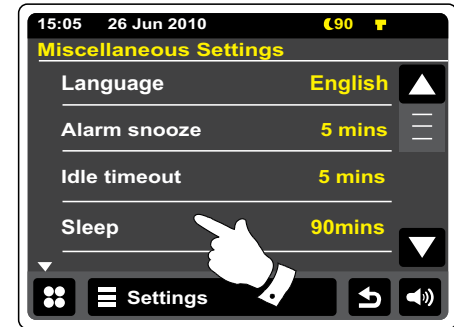 15:05 26 Jun 2010 90
Miscellaneous Settings
Language English
Alarm snooze 5 mins
Idle timeout 5 mins
Sleep 90mins
Settings